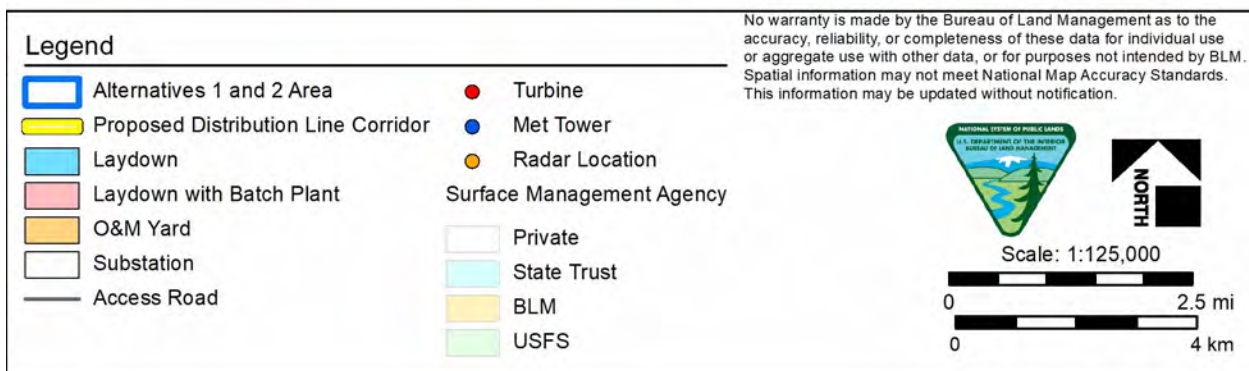 Legend
Alternatives 1 and 2 Area
Proposed Distribution Line Corridor
Laydown
Laydown with Batch Plant
O&M Yard
Substation
Access Road
Turbine
Met Tower
Radar Location
Surface Management Agency
Private
State Trust
BLM
USFS
No warranty is made by the Bureau of Land Management as to the
accuracy, reliability, or completeness of these data for individual use
or aggregate use with other data, or for purposes not intended by BLM.
Spatial information may not meet National Map Accuracy Standards.
This information may be updated without notification.
NATIONAL SYSTEM OF PUBLIC LANDS
U.S. DEPARTMENT OF THE INTERIOR
BUREAU OF LAND MANAGEMENT
NORTH
Scale: 1:125,000
0 2.5 mi
0 4 km